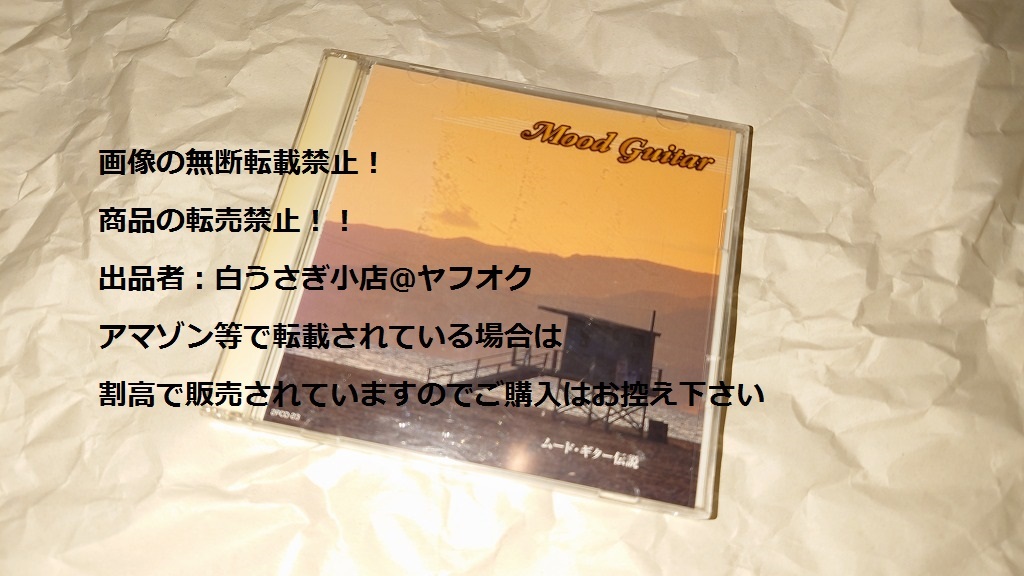 Mood Guitar
画像の無断転載禁止！
商品の転売禁止！！
出品者：白うさぎ小店@ヤフオク
アマゾン等で転載されている場合は
割高で販売されていますのでご購入はお控え下さい
ムード・ギター伝説